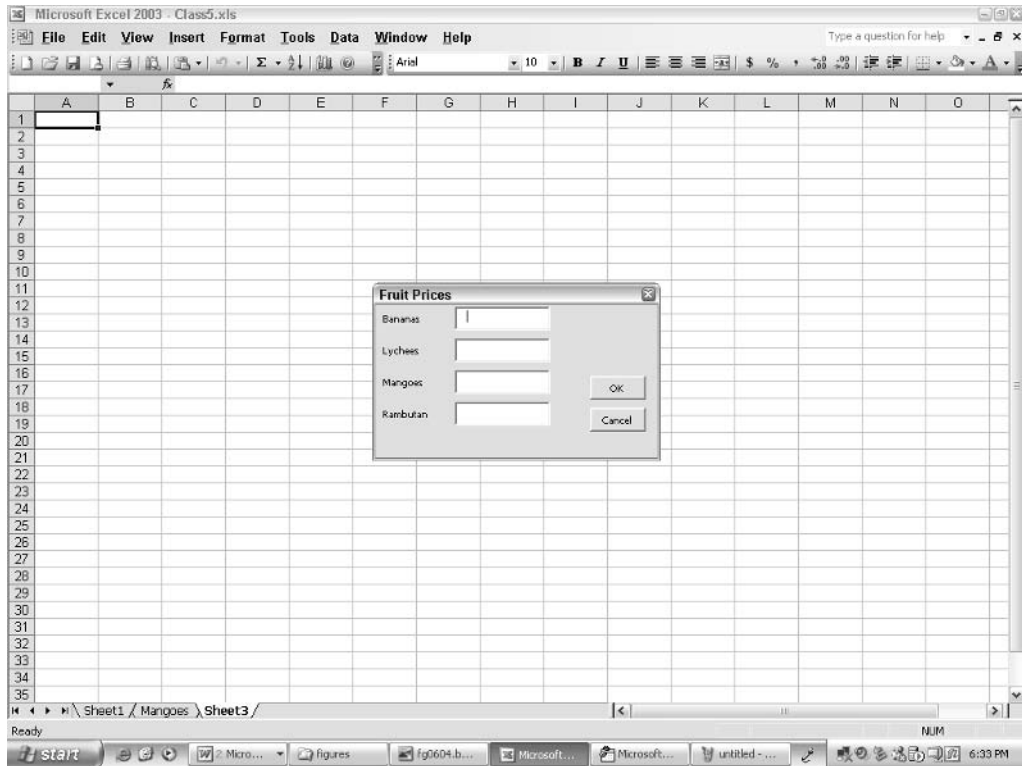 Microsoft Excel 2003 - Class5.xls
File Edit View Insert Format Tools Data Window Help Type a question for help
Arial 10 B I U $ % ,
fx
A B C D E F G H I J K L M N O
1
2
3
4
5
6
7
8
9
10
11
12
13
14
15
16
17
18
19
20
21
22
23
24
25
26
27
28
29
30
31
32
33
34
35
Fruit Prices
Bananas
Lychees
Mangoes
Rambutan
OK
Cancel
Sheet1 Mangoes Sheet3
Ready NUM
start 2 Micro... figures fg0604.b... Microsoft... Microsoft... untitled - ... 6:33 PM